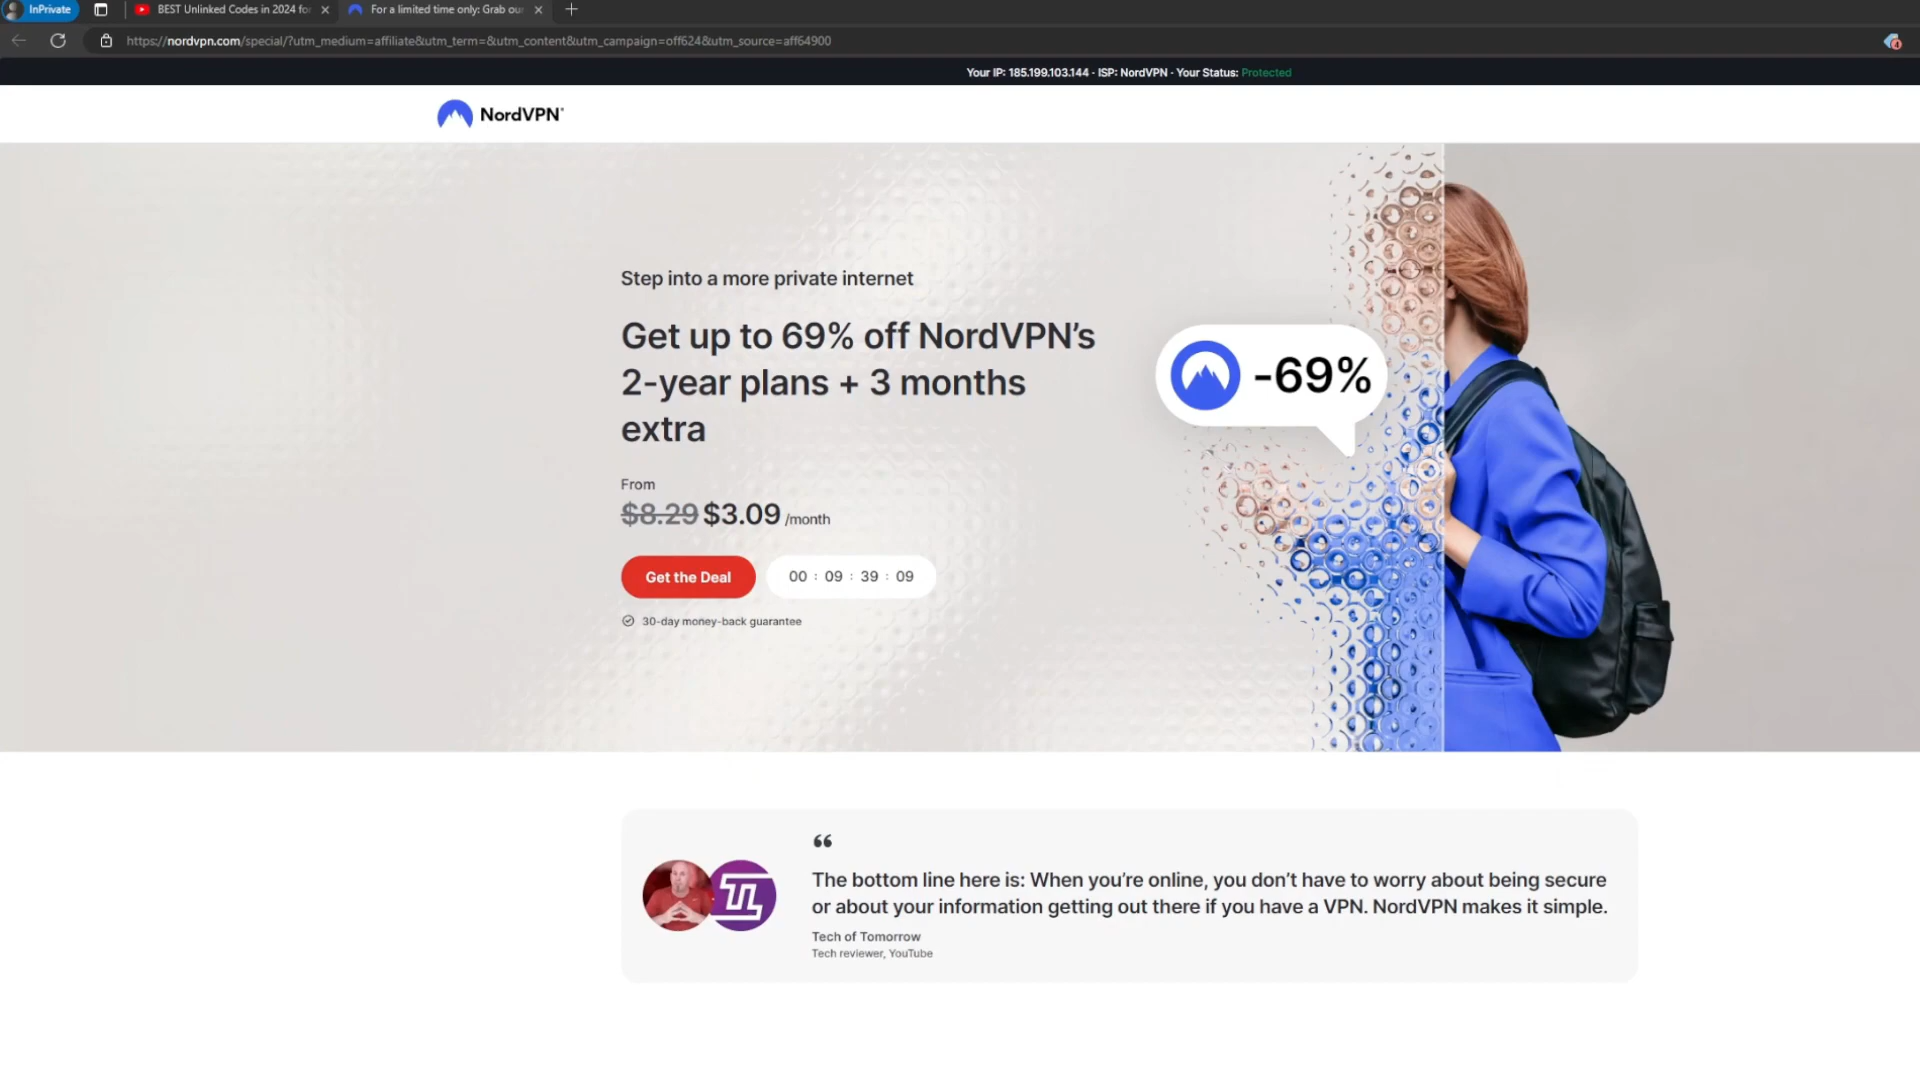 InPrivate
BEST Unlinked Codes in 2024 for
For a limited time only: Grab ou
https://nordvpn.com/special/?utm_medium=affiliate&utm_term=&utm_content&utm_campaign=off624&utm_source=aff64900
4
Your IP: 185.199.103.144 - ISP: NordVPN - Your Status: Protected
NordVPN®
Step into a more private internet
Get up to 69% off NordVPN’s
2-year plans + 3 months
extra
-69%
From
$8.29 $3.09 /month
Get the Deal
00 : 09 : 39 : 09
30-day money-back guarantee
“
The bottom line here is: When you’re online, you don’t have to worry about being secure
or about your information getting out there if you have a VPN. NordVPN makes it simple.
Tech of Tomorrow
Tech reviewer, YouTube